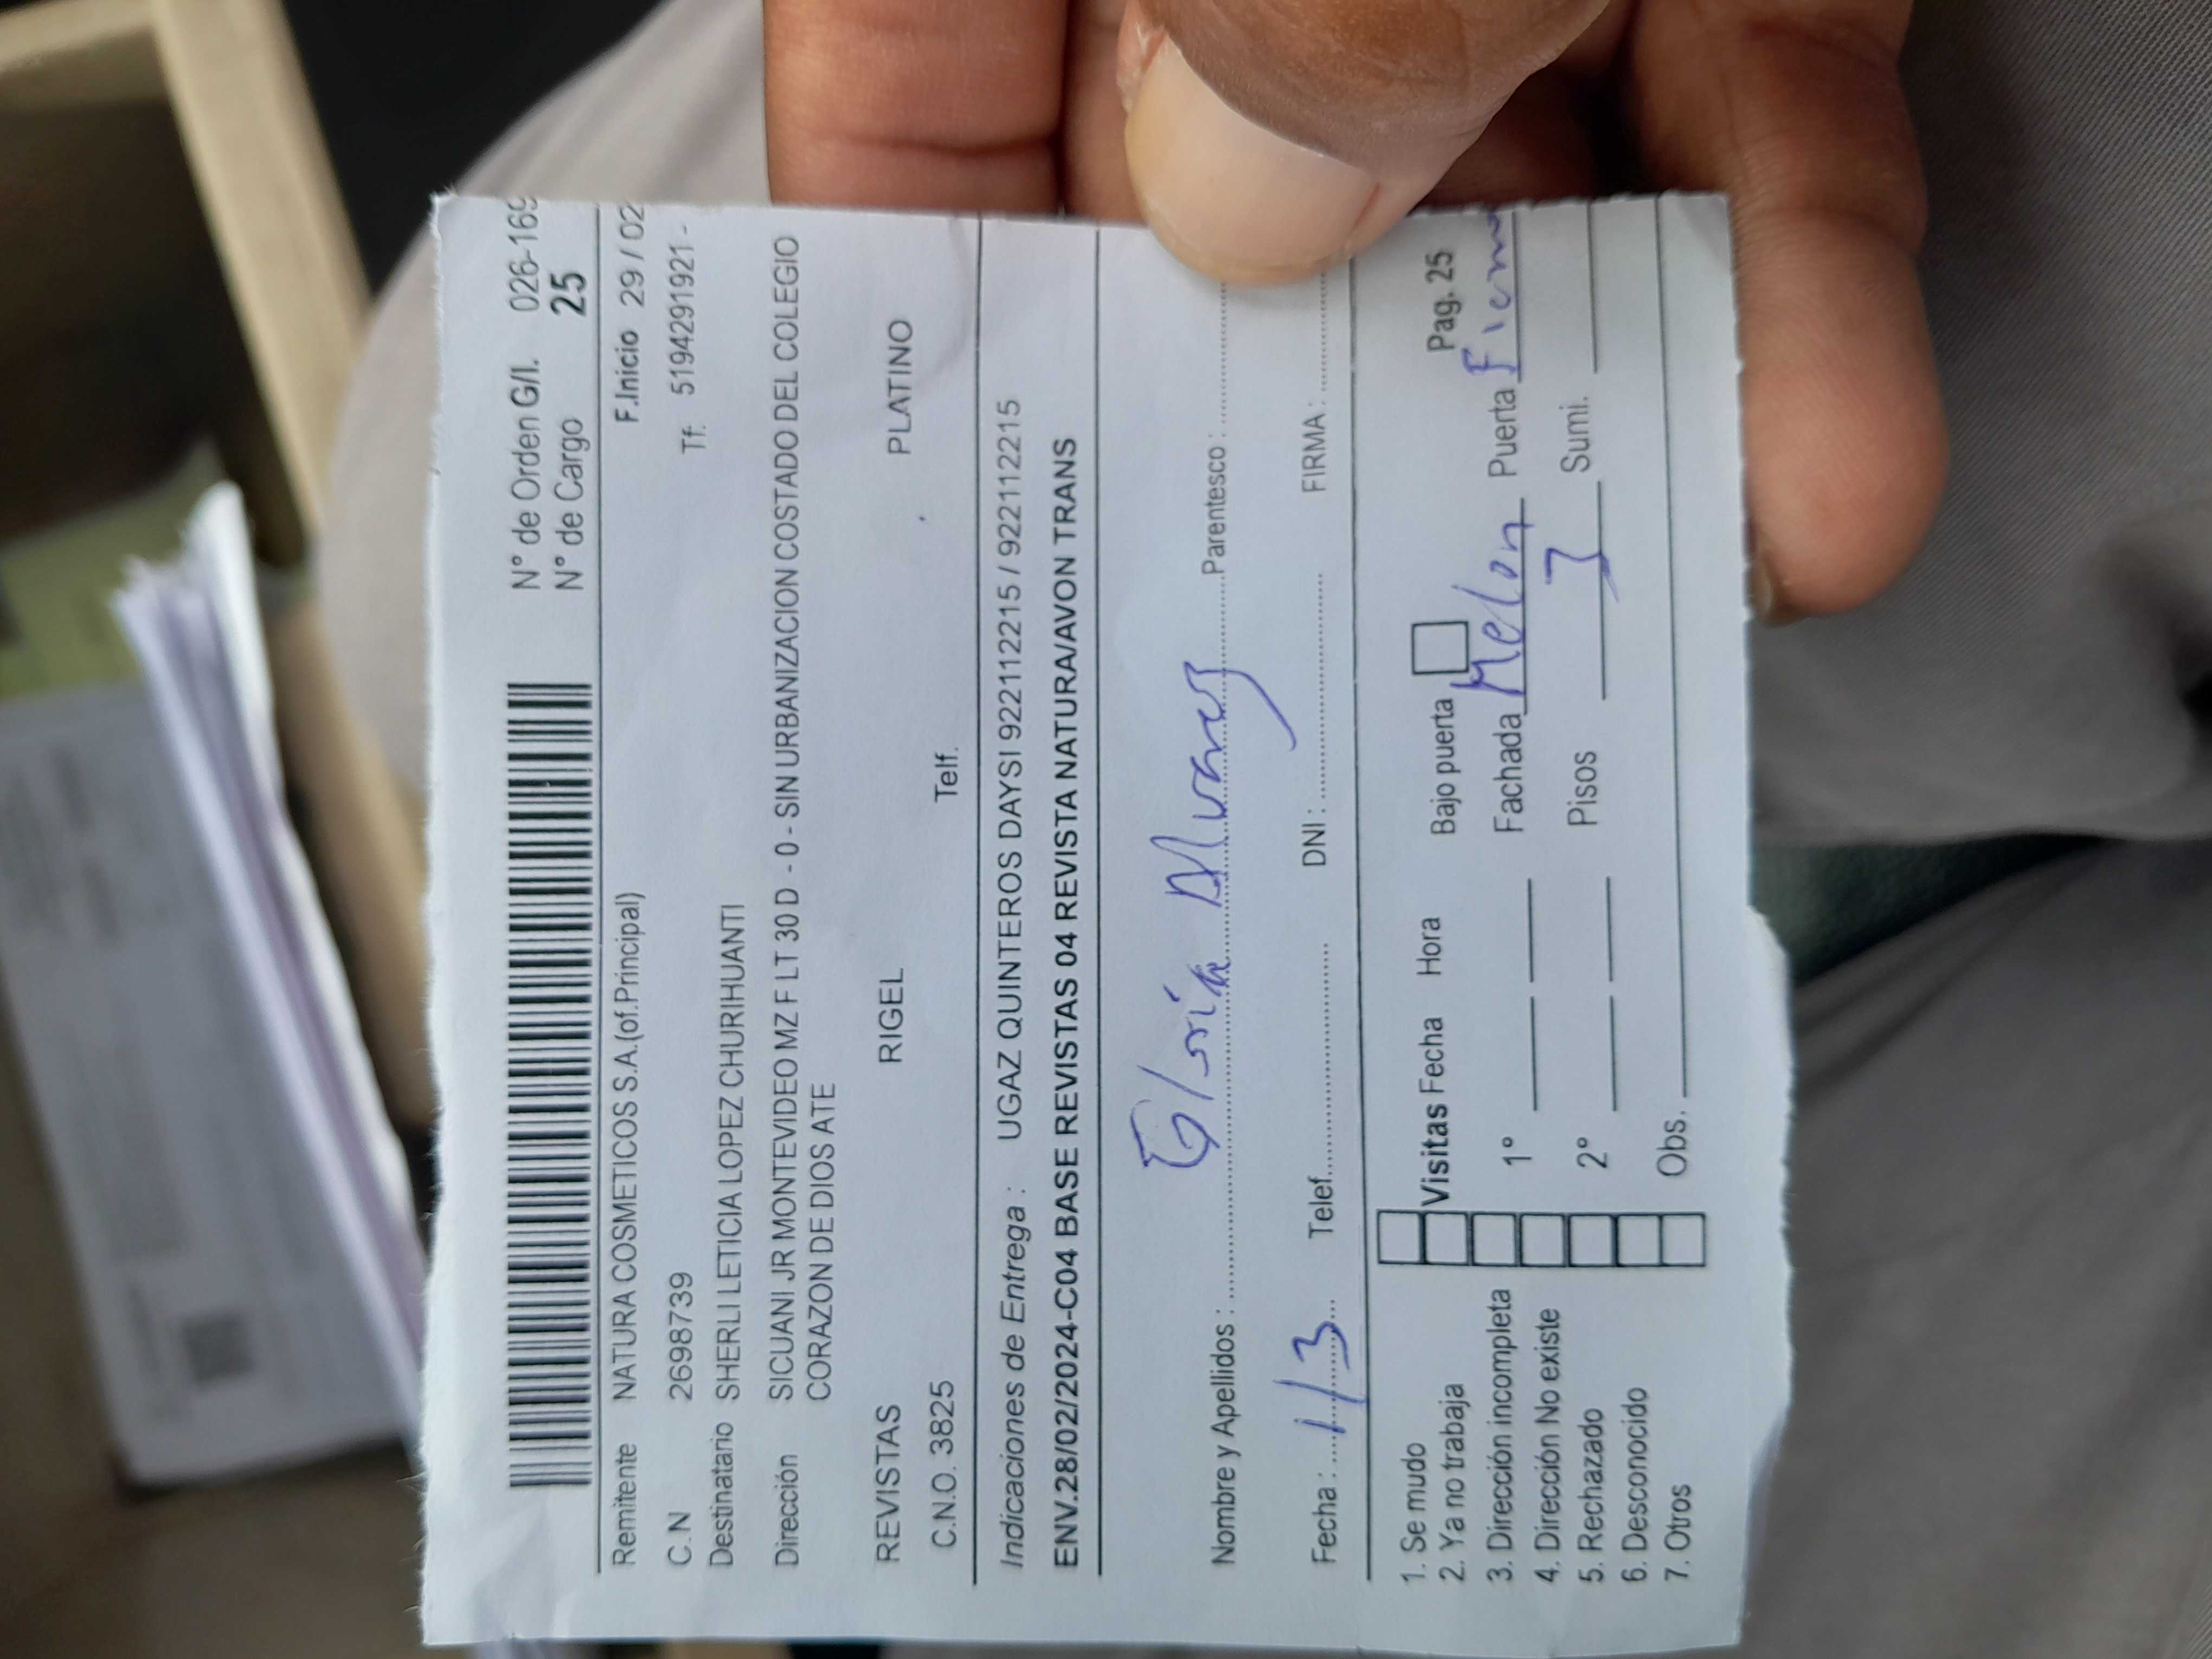 N° de Orden G/I. 026-169
N° de Cargo 25
Remitente NATURA COSMETICOS S.A.(of.Principal) F.Inicio 29 / 02
C.N 2698739 Tf. 5194291921 -
Destinatario SHERLI LETICIA LOPEZ CHURIHUANTI
Dirección SICUANI JR MONTEVIDEO MZ F LT 30 D - 0 - SIN URBANIZACION COSTADO DEL COLEGIO
CORAZON DE DIOS ATE
REVISTAS RIGEL PLATINO
C.N.O. 3825 Telf.
Indicaciones de Entrega : UGAZ QUINTEROS DAYSI 922112215 / 922112215
ENV.28/02/2024-C04 BASE REVISTAS 04 REVISTA NATURA/AVON TRANS
Nombre y Apellidos : Gloria Parentesco :
Fecha : 1/3 Telef. DNI : FIRMA :
1. Se mudo
2. Ya no trabaja Visitas Fecha Hora Bajo puerta Pag. 25
3. Dirección incompleta 1° Fachada Melon Puerta
4. Dirección No existe
5. Rechazado 2° Pisos 3 Sumi.
6. Desconocido
7. Otros Obs.